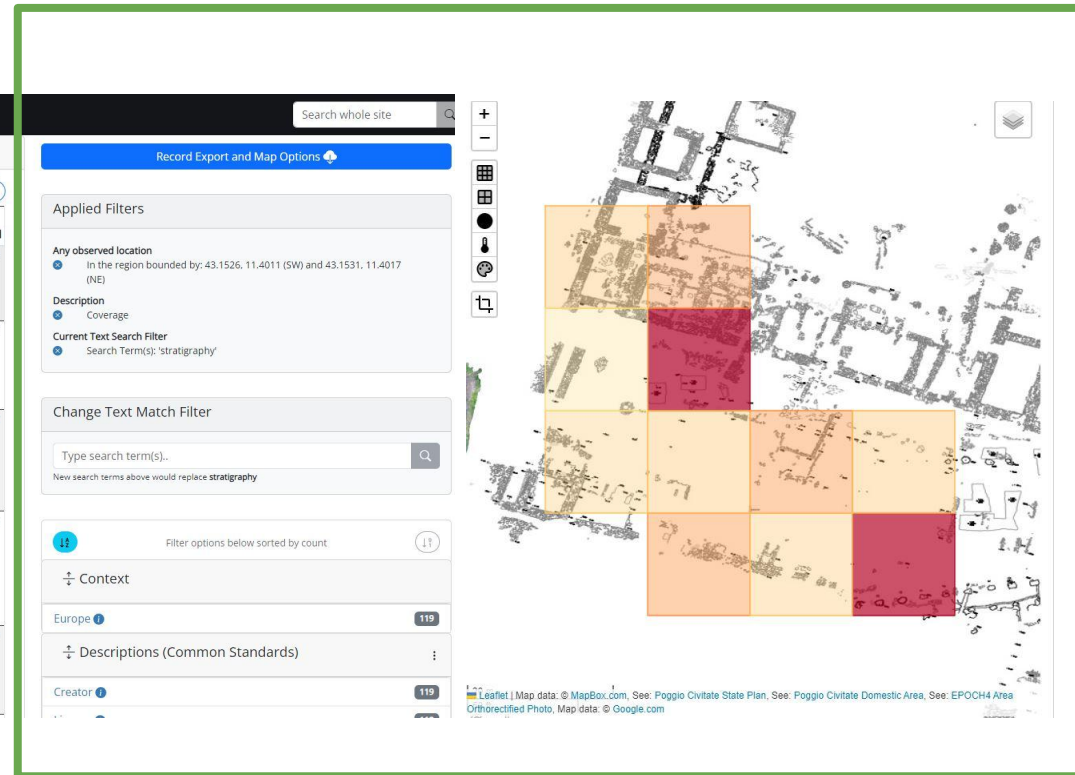 Search whole site
Record Export and Map Options
Applied Filters
Any observed location
In the region bounded by: 43.1526, 11.4011 (SW) and 43.1531, 11.4017
(NE)
Description
Coverage
Current Text Search Filter
Search Term(s): 'stratigraphy'
Change Text Match Filter
Type search term(s)..
New search terms above would replace stratigraphy
Filter options below sorted by count
Context
Europe 119
Descriptions (Common Standards)
Creator 119
+
−
Leaflet | Map data: © MapBox.com, See: Poggio Civitate State Plan, See: Poggio Civitate Domestic Area, See: EPOCH4 Area
Orthorectified Photo, Map data: © Google.com